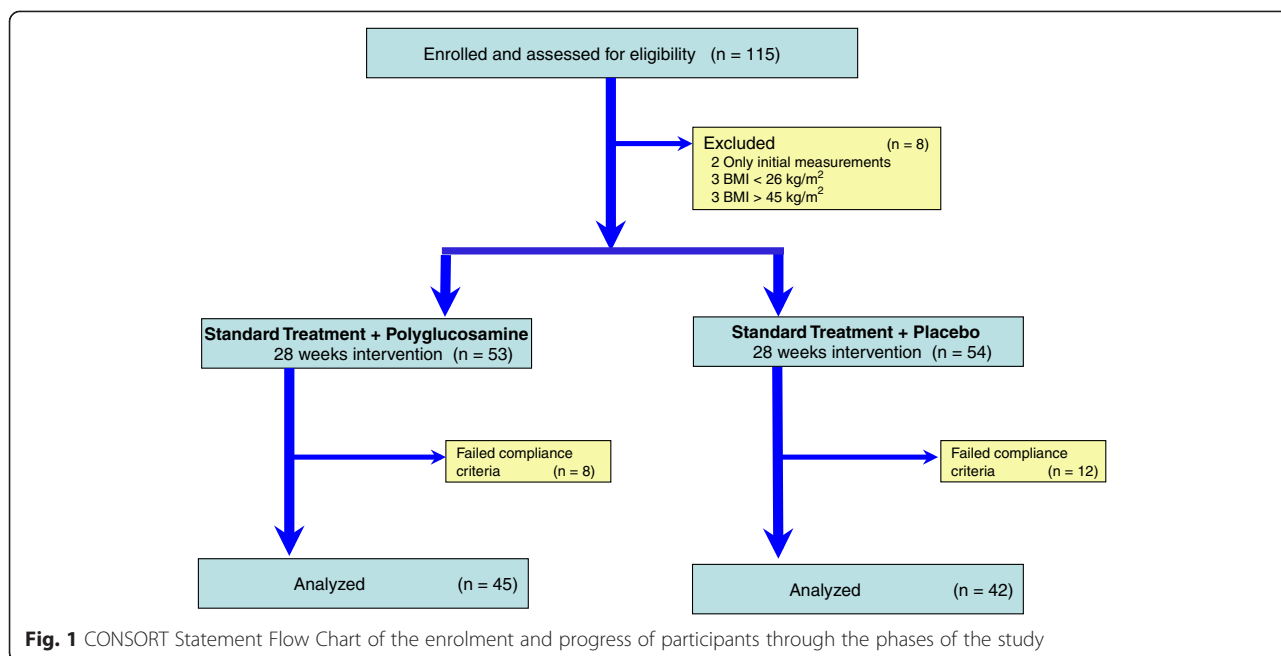 Enrolled and assessed for eligibility (n = 115)
Excluded (n = 8)
2 Only initial measurements
3 BMI < 26 kg/m²
3 BMI > 45 kg/m²
Standard Treatment + Polyglucosamine
28 weeks intervention (n = 53)
Standard Treatment + Placebo
28 weeks intervention (n = 54)
Failed compliance
criteria (n = 8)
Failed compliance
criteria (n = 12)
Analyzed (n = 45)
Analyzed (n = 42)
Fig. 1 CONSORT Statement Flow Chart of the enrolment and progress of participants through the phases of the study